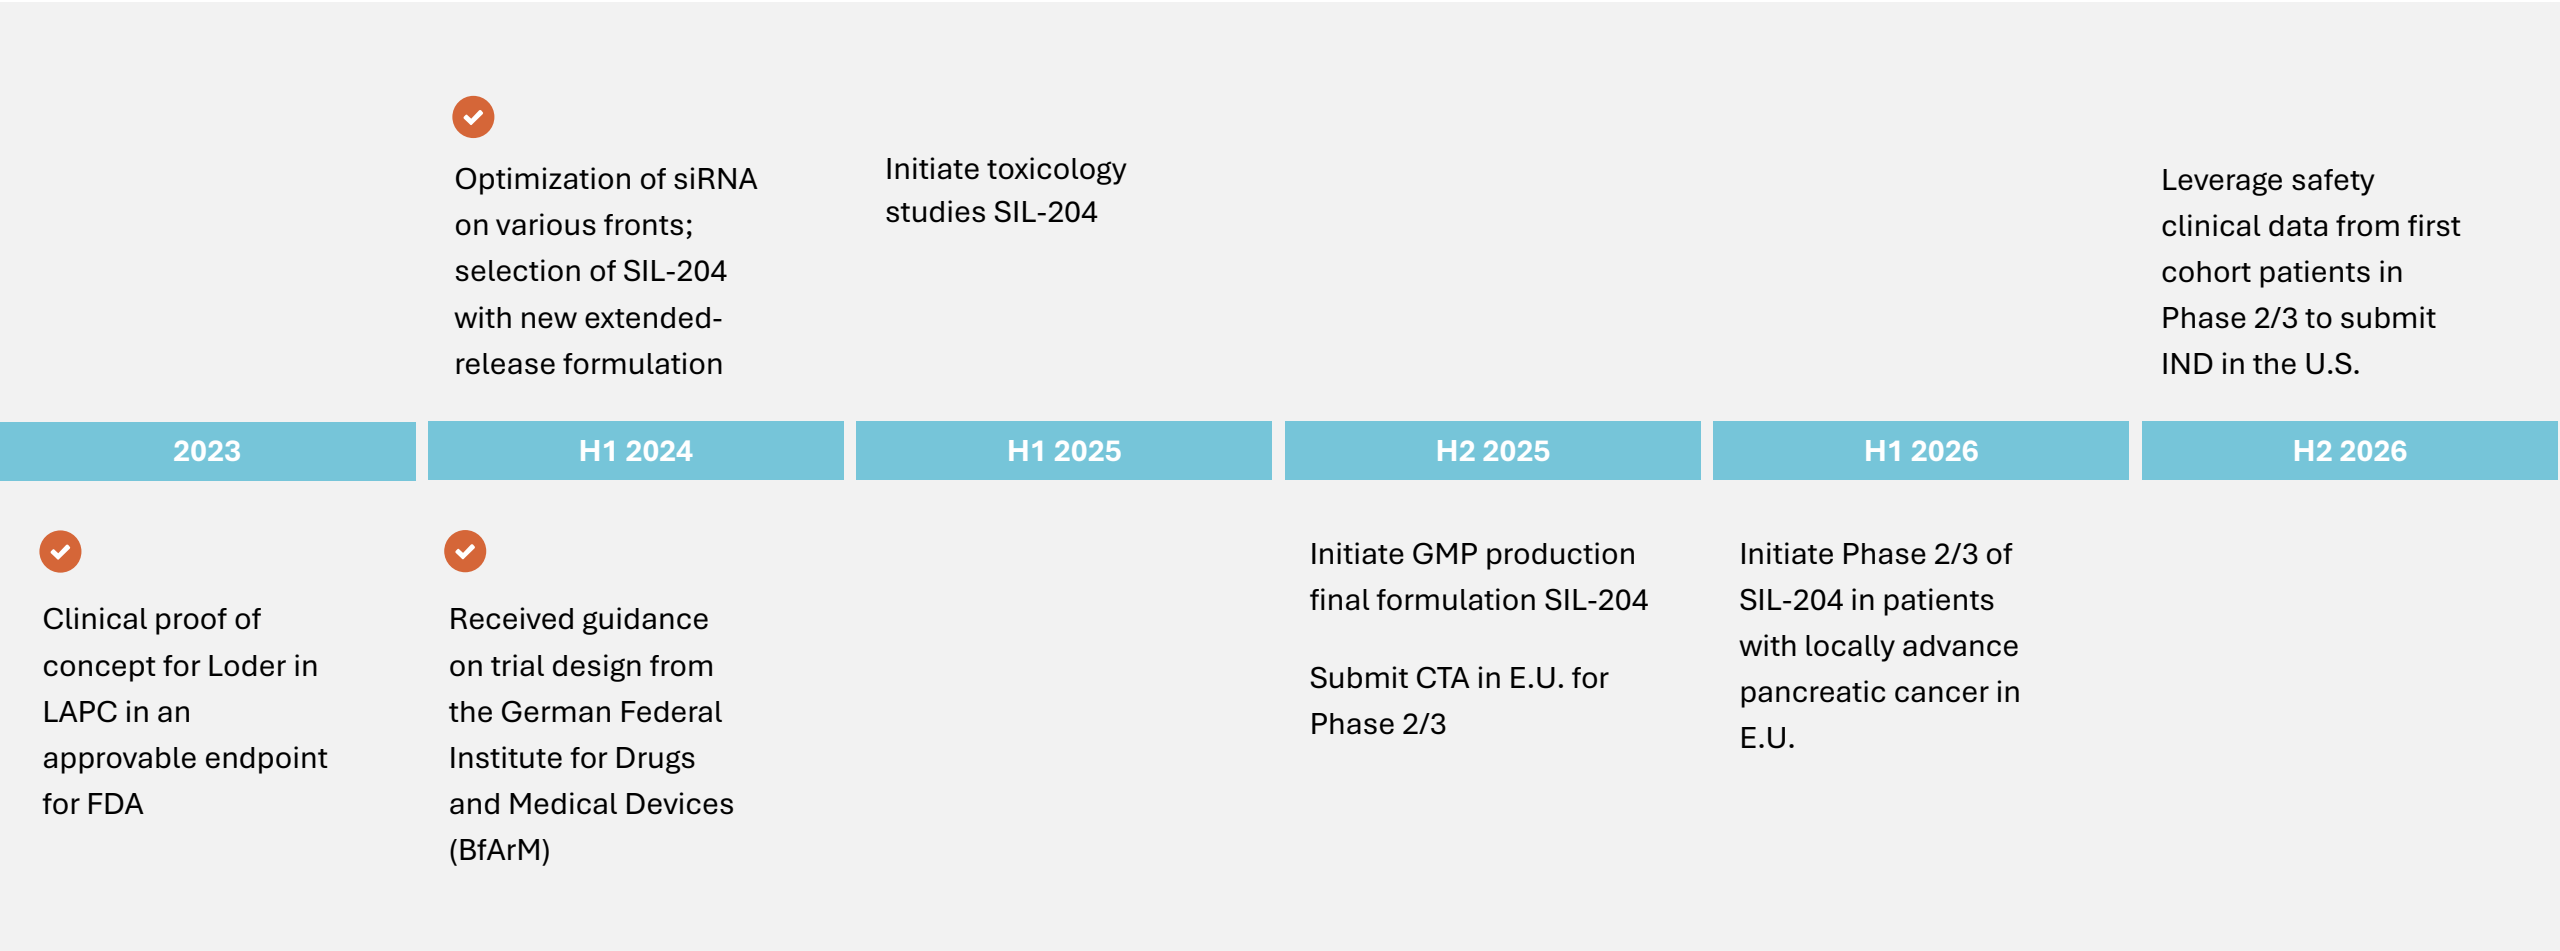 Optimization of siRNA
on various fronts;
selection of SIL-204
with new extended-
release formulation
Initiate toxicology
studies SIL-204
Leverage safety
clinical data from first
cohort patients in
Phase 2/3 to submit
IND in the U.S.
2023
H1 2024
H1 2025
H2 2025
H1 2026
H2 2026
Clinical proof of
concept for Loder in
LAPC in an
approvable endpoint
for FDA
Received guidance
on trial design from
the German Federal
Institute for Drugs
and Medical Devices
(BfArM)
Initiate GMP production
final formulation SIL-204
Submit CTA in E.U. for
Phase 2/3
Initiate Phase 2/3 of
SIL-204 in patients
with locally advance
pancreatic cancer in
E.U.